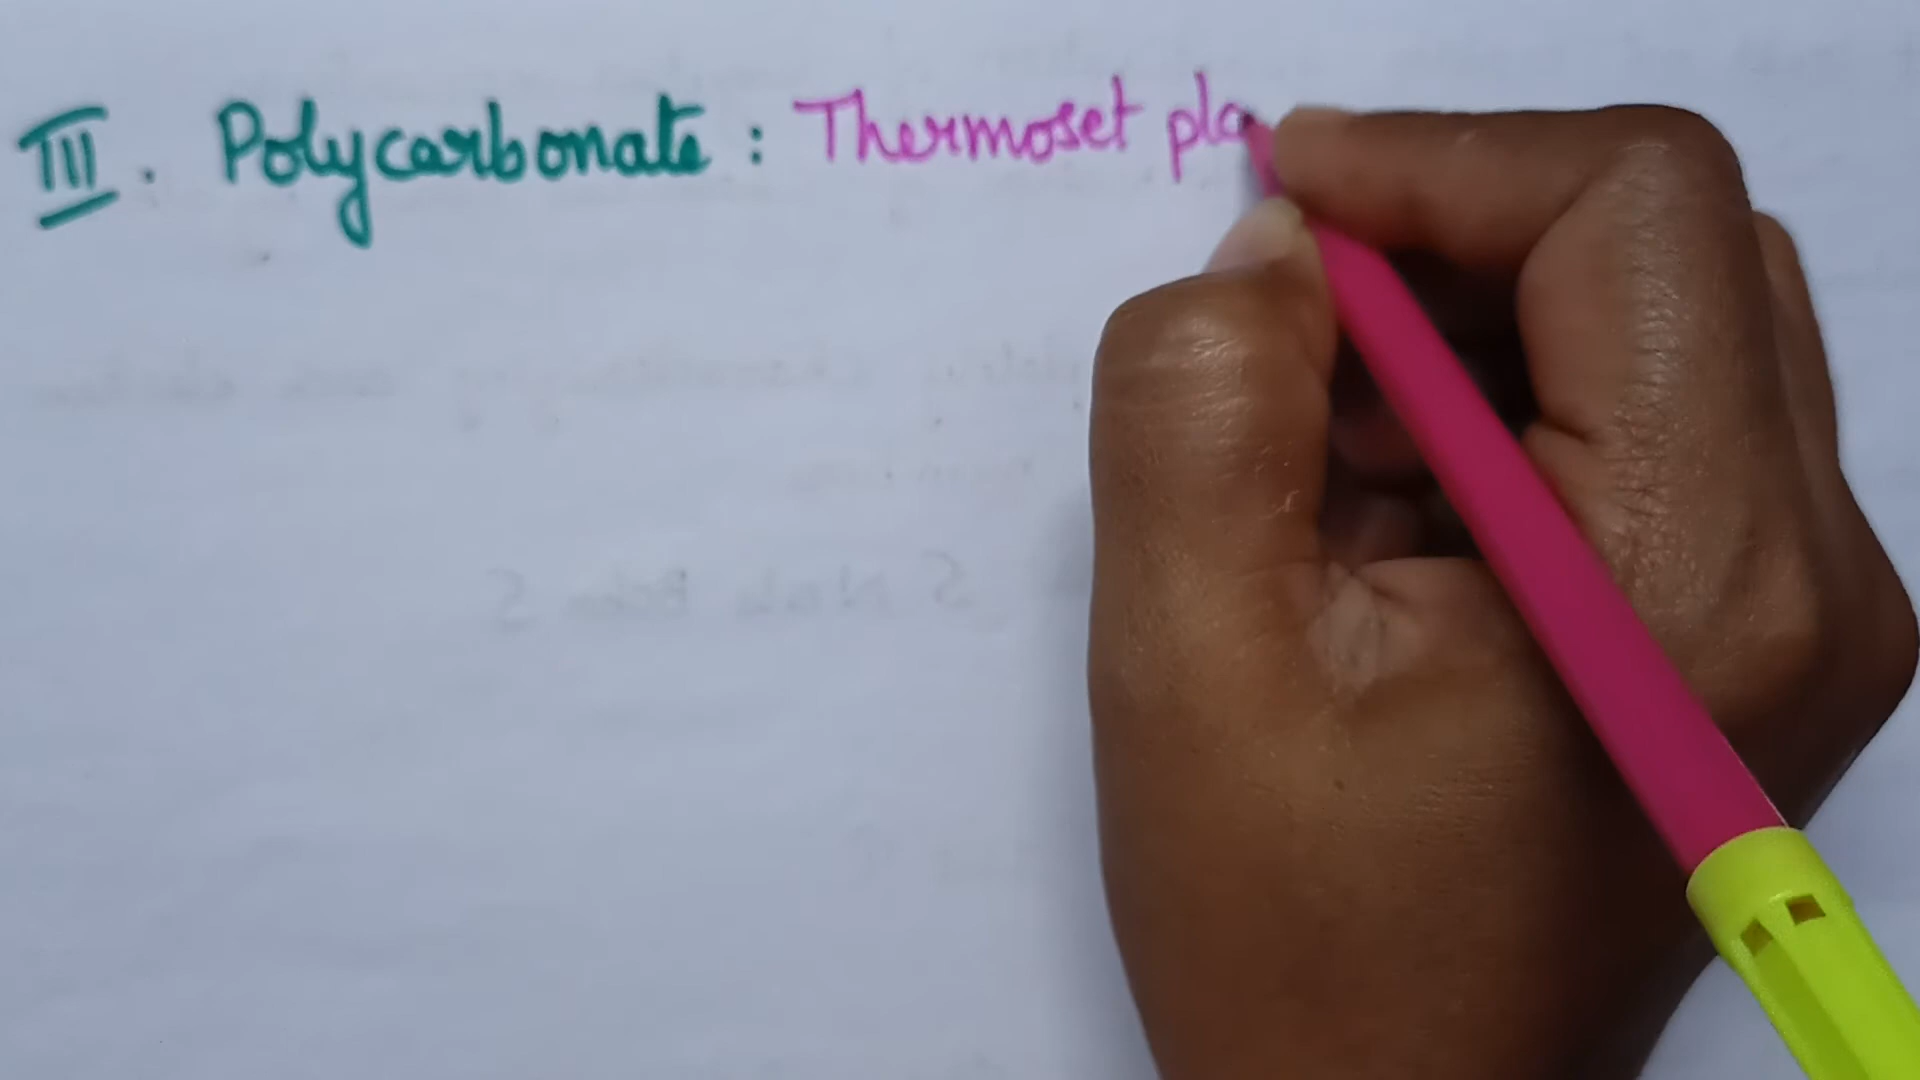 III. Polycarbonate : Thermoset pla